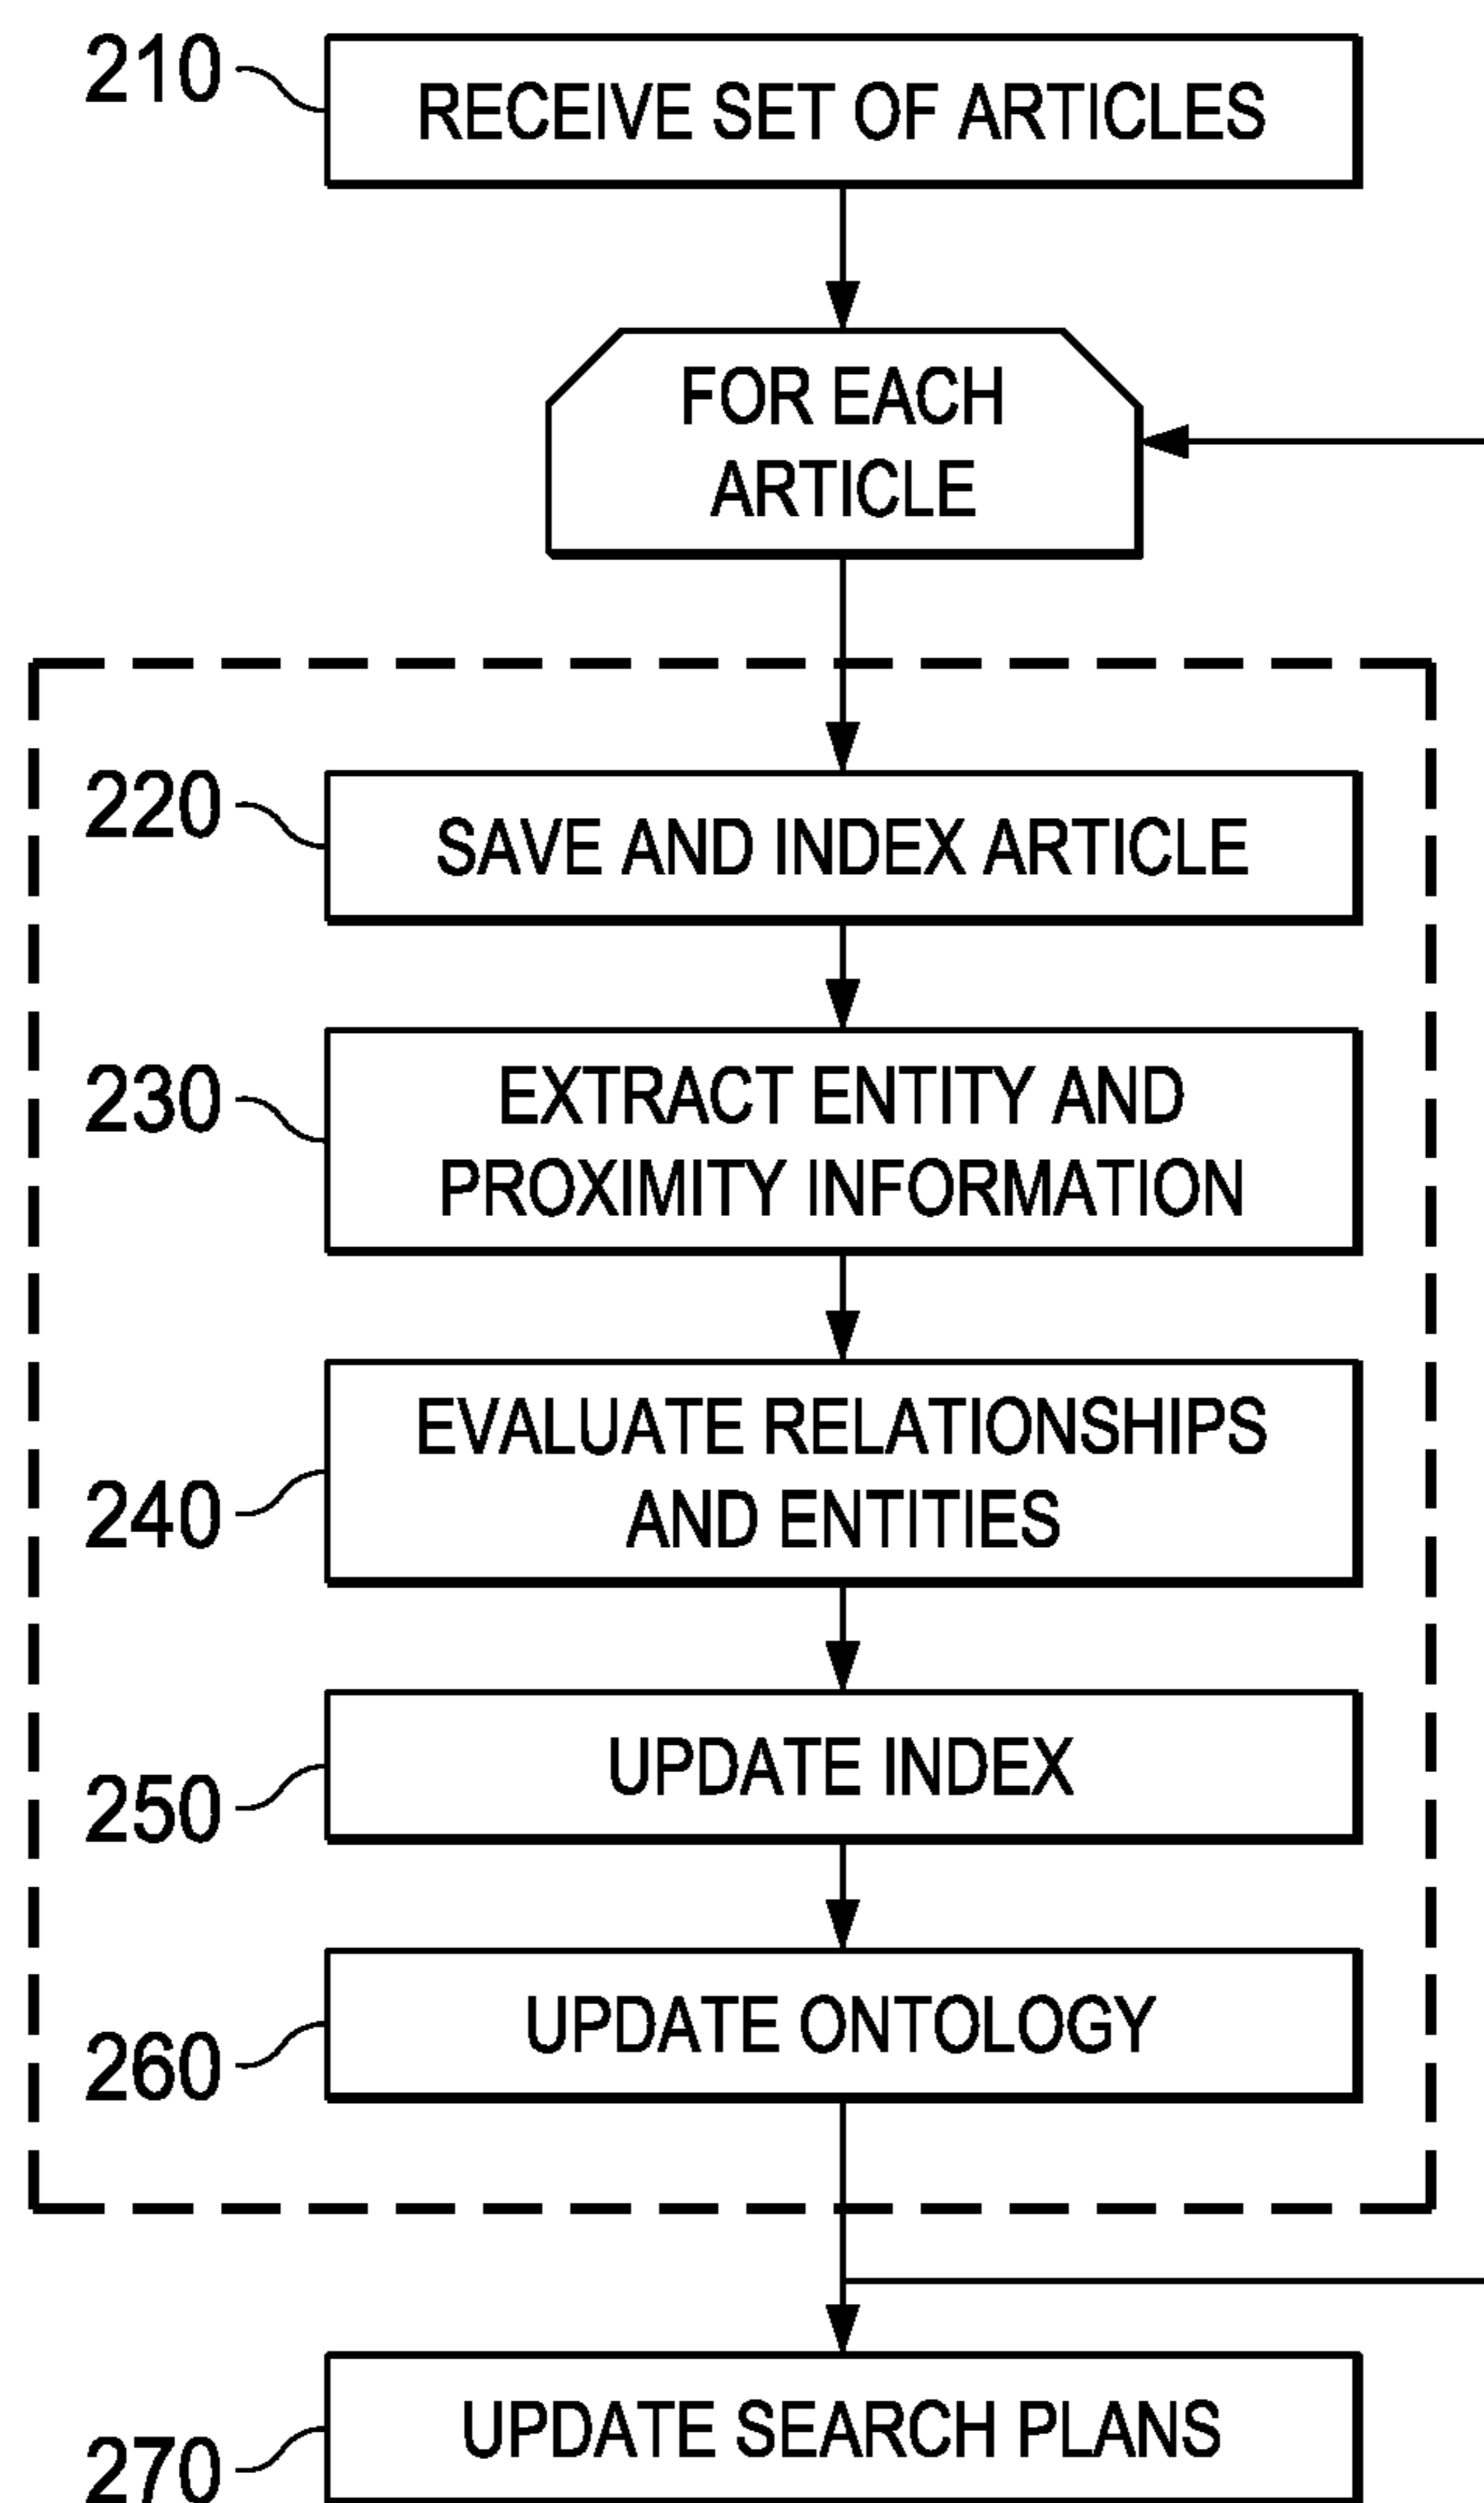 210
RECEIVE SET OF ARTICLES
FOR EACH
ARTICLE
220
SAVE AND INDEX ARTICLE
230
EXTRACT ENTITY AND
PROXIMITY INFORMATION
240
EVALUATE RELATIONSHIPS
AND ENTITIES
250
UPDATE INDEX
260
UPDATE ONTOLOGY
270
UPDATE SEARCH PLANS